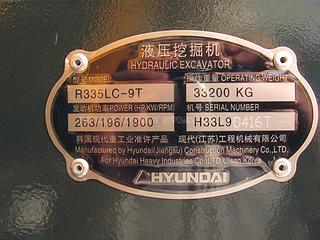 液压挖掘机
HYDRAULIC EXCAVATOR
型号 MODEL
操作重量 OPERATING WEIGHT
R335LC-9T
33200 KG
发动机功率 POWER (HP/KW/RPM)
机号 SERIAL NUMBER
263/196/1900
H33L90416T
韩国现代重工业准许产品 现代(江苏)工程机械有限公司
Manufactured by Hyundai(Jiangsu) Construction Machinery Co.,LTD
For Hyundai Heavy Industries Co.LTD Ulsan Korea
HYUNDAI